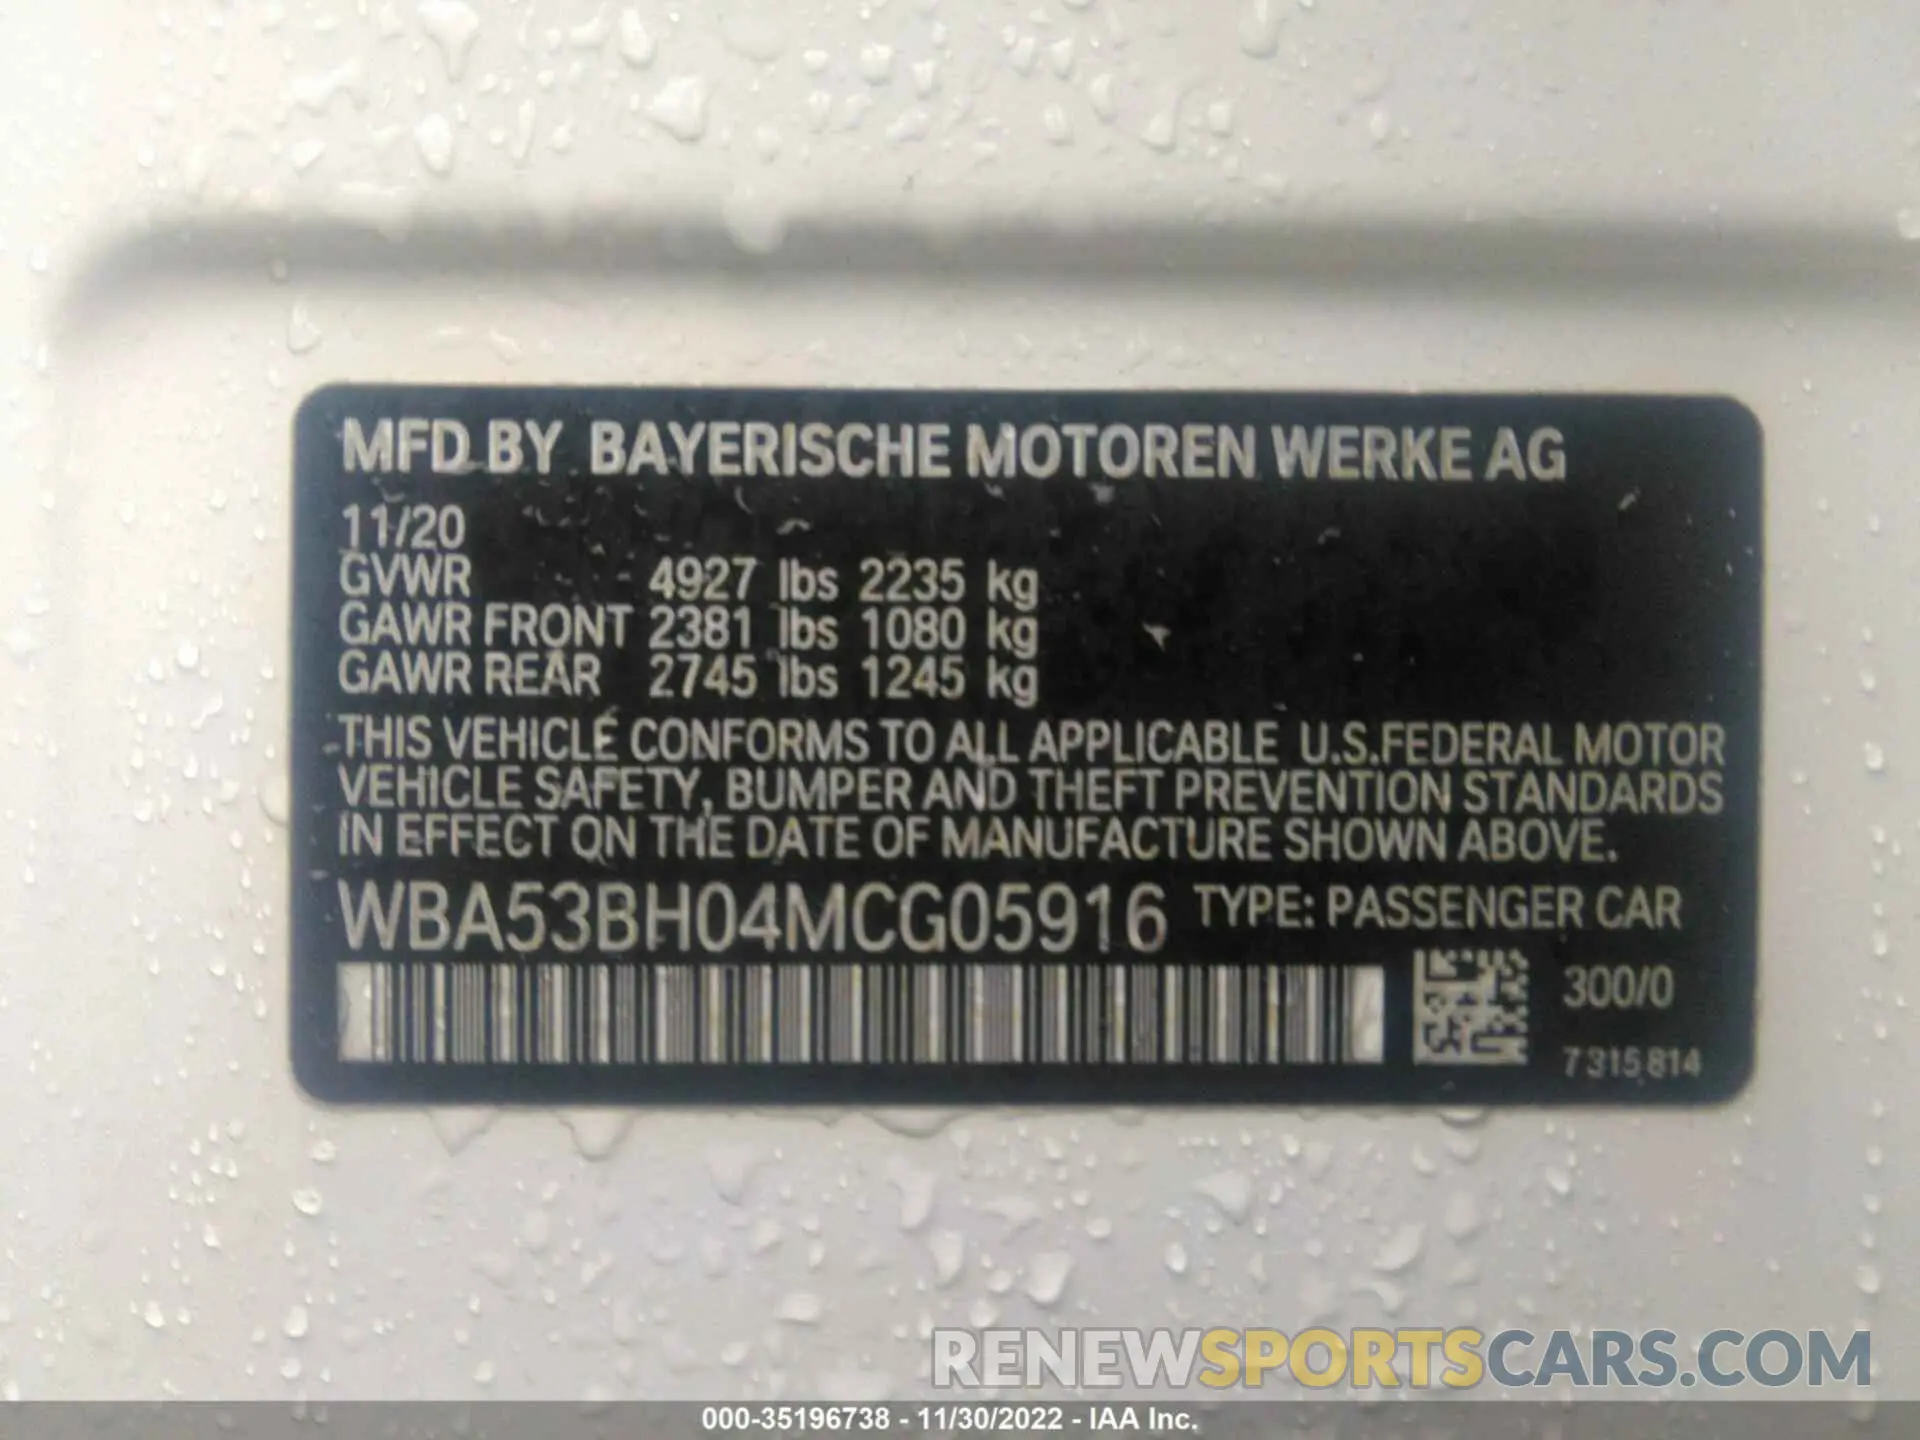 MFD BY BAYERISCHE MOTOREN WERKE AG
11/20
GVWR 4927 lbs 2235 kg
GAWR FRONT 2381 lbs 1080 kg
GAWR REAR 2745 lbs 1245 kg
THIS VEHICLE CONFORMS TO ALL APPLICABLE U.S.FEDERAL MOTOR
VEHICLE SAFETY, BUMPER AND THEFT PREVENTION STANDARDS
IN EFFECT ON THE DATE OF MANUFACTURE SHOWN ABOVE.
WBA53BH04MCG05916 TYPE: PASSENGER CAR
300/0
7315814
RENEWSPORTSCARS.COM
000-35196738 - 11/30/2022 - IAA Inc.